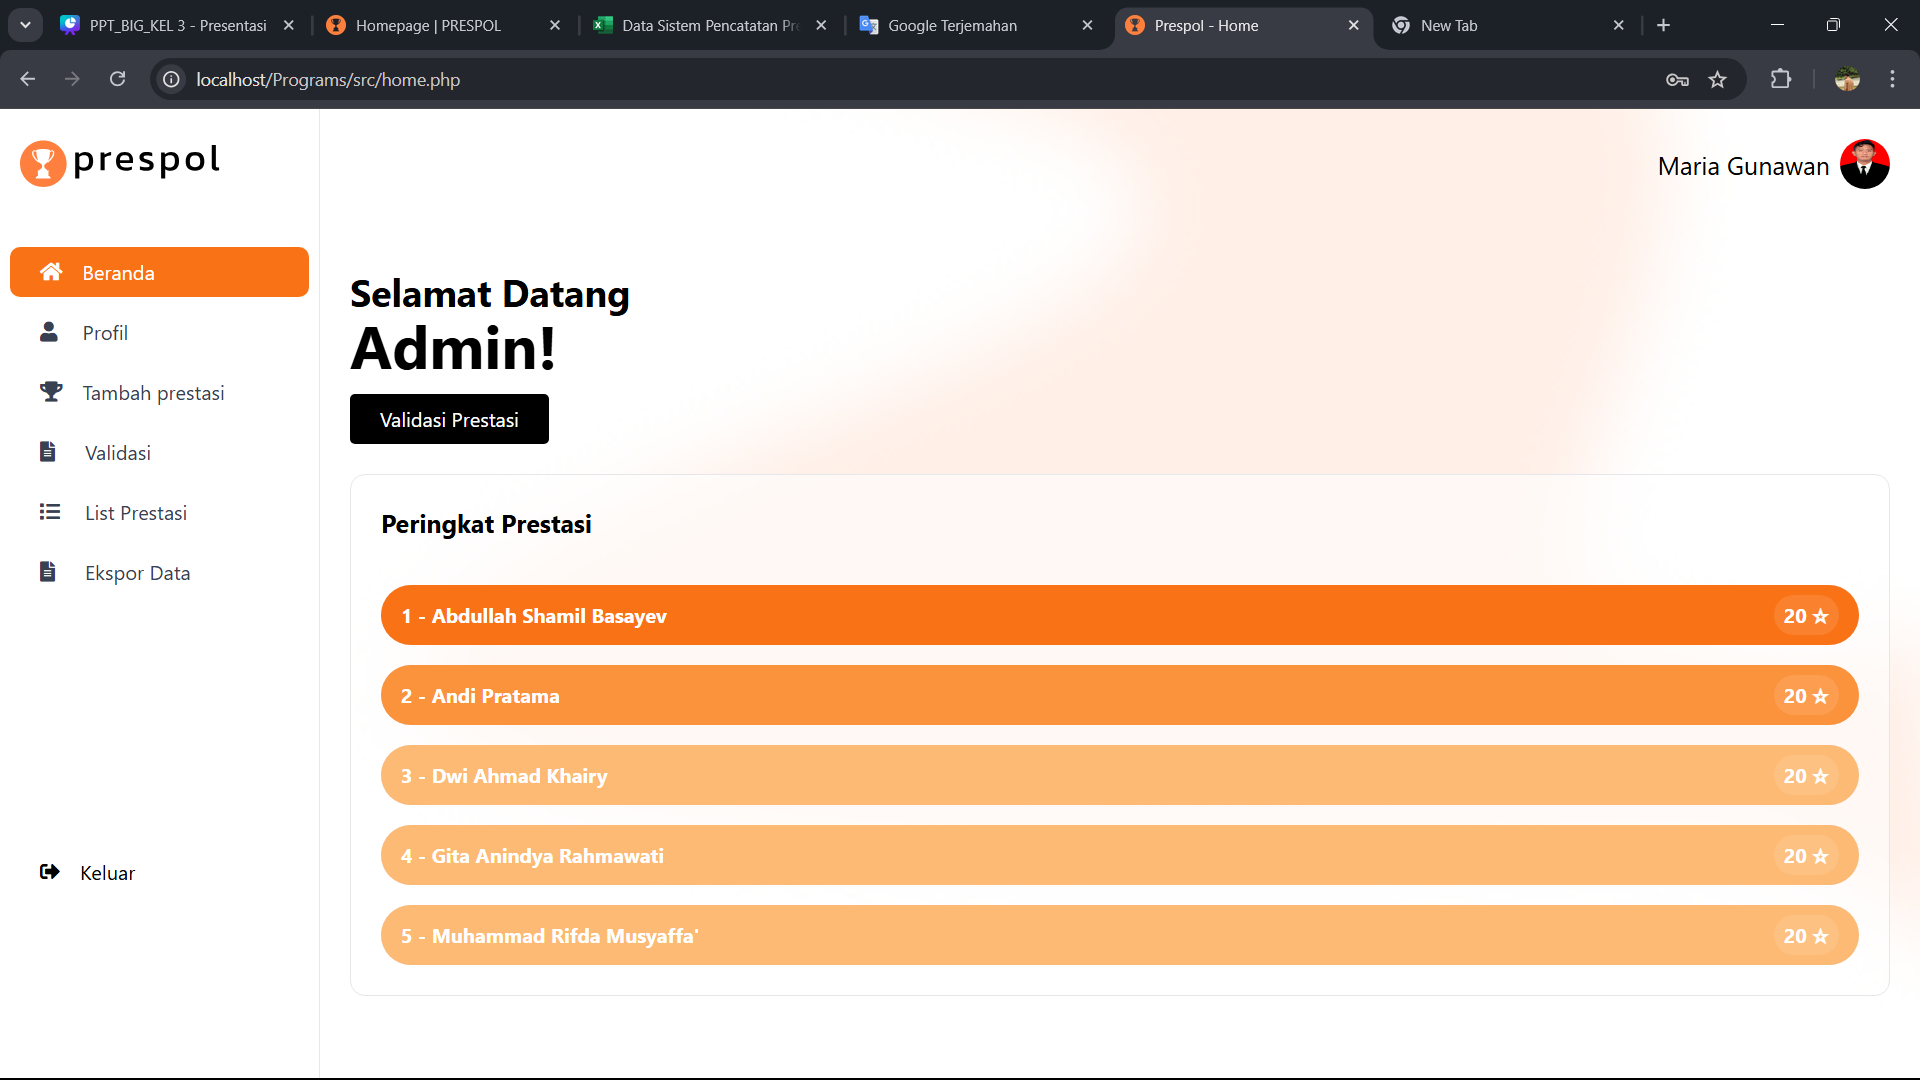 PPT_BIG_KEL 3 - Presentasi
Homepage | PRESPOL
Data Sistem Pencatatan Pre
Google Terjemahan
Prespol - Home
New Tab
localhost/Programs/src/home.php
prespol
Maria Gunawan
Beranda
Profil
Tambah prestasi
Validasi
List Prestasi
Ekspor Data
Keluar
Selamat Datang
Admin!
Validasi Prestasi
Peringkat Prestasi
1 - Abdullah Shamil Basayev 20 ☆
2 - Andi Pratama 20 ☆
3 - Dwi Ahmad Khairy 20 ☆
4 - Gita Anindya Rahmawati 20 ☆
5 - Muhammad Rifda Musyaffa' 20 ☆